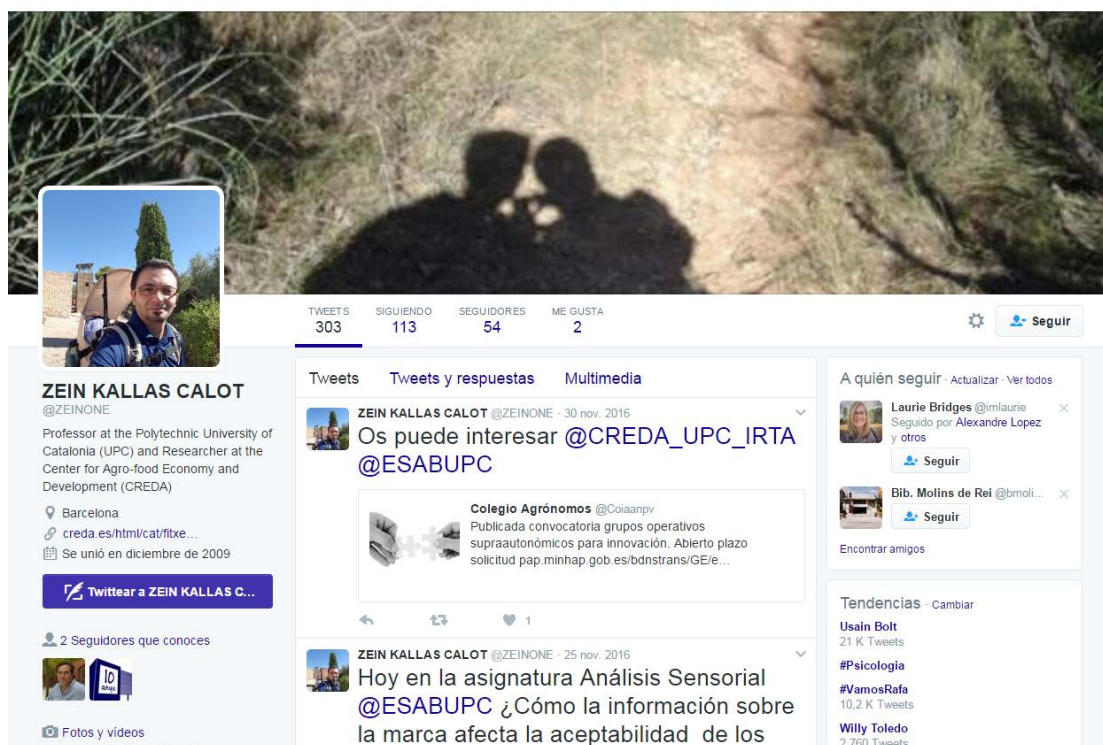 TWEETS
303
SIGUIENDO
113
SEGUIDORES
54
ME GUSTA
2
Seguir
ZEIN KALLAS CALOT
@ZEINONE
Professor at the Polytechnic University of
Catalonia (UPC) and Researcher at the
Center for Agro-food Economy and
Development (CREDA)
Barcelona
creda.es/html/cat/fitxe...
Se unió en diciembre de 2009
Twittear a ZEIN KALLAS C...
2 Seguidores que conoces
10
anys
Fotos y vídeos
Tweets
Tweets y respuestas
Multimedia
ZEIN KALLAS CALOT @ZEINONE · 30 nov. 2016
Os puede interesar @CREDA_UPC_IRTA
@ESABUPC
Colegio Agrónomos @Coiaanpv
Publicada convocatoria grupos operativos
supraautonómicos para innovación. Abierto plazo
solicitud pap.minhap.gob.es/bdnstrans/GE/e...
1
ZEIN KALLAS CALOT @ZEINONE · 25 nov. 2016
Hoy en la asignatura Análisis Sensorial
@ESABUPC ¿Cómo la información sobre
la marca afecta la aceptabilidad de los
A quién seguir · Actualizar · Ver todos
Laurie Bridges @imlaurie
Seguido por Alexandre Lopez
y otros
Seguir
Bib. Molins de Rei @bmoli...
Seguir
Encontrar amigos
Tendencias · Cambiar
Usain Bolt
21 K Tweets
#Psicologia
#VamosRafa
10,2 K Tweets
Willy Toledo
2.760 Tweets